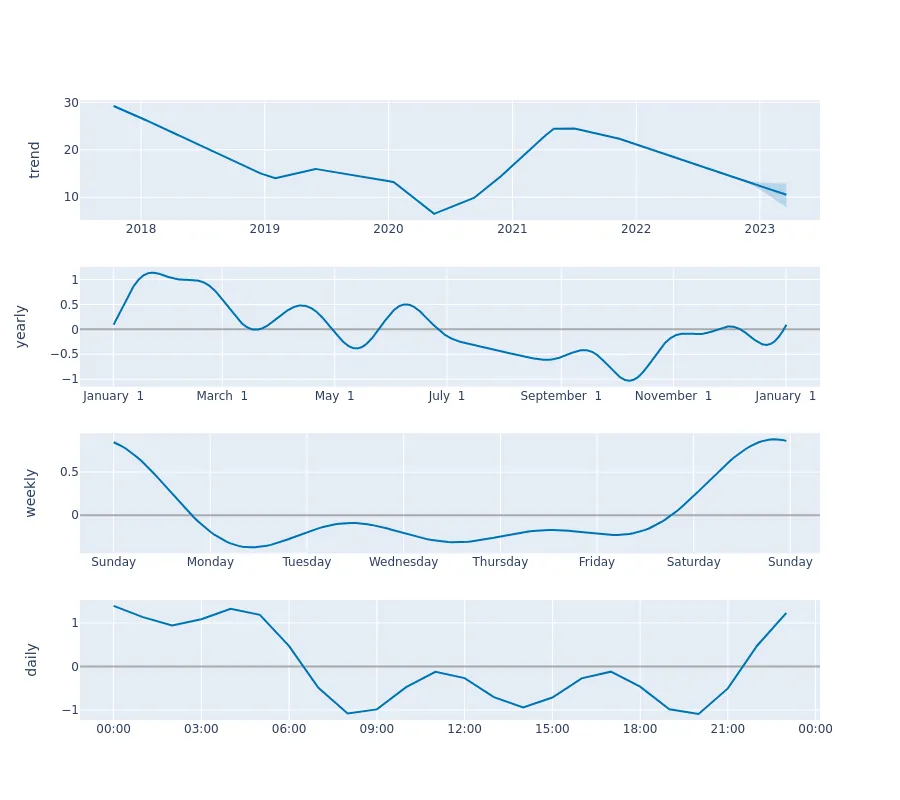 trend
30
20
10
2018 2019 2020 2021 2022 2023
yearly
1
0.5
0
−0.5
−1
January 1 March 1 May 1 July 1 September 1 November 1 January 1
weekly
0.5
0
Sunday Monday Tuesday Wednesday Thursday Friday Saturday Sunday
daily
1
0
−1
00:00 03:00 06:00 09:00 12:00 15:00 18:00 21:00 00:00